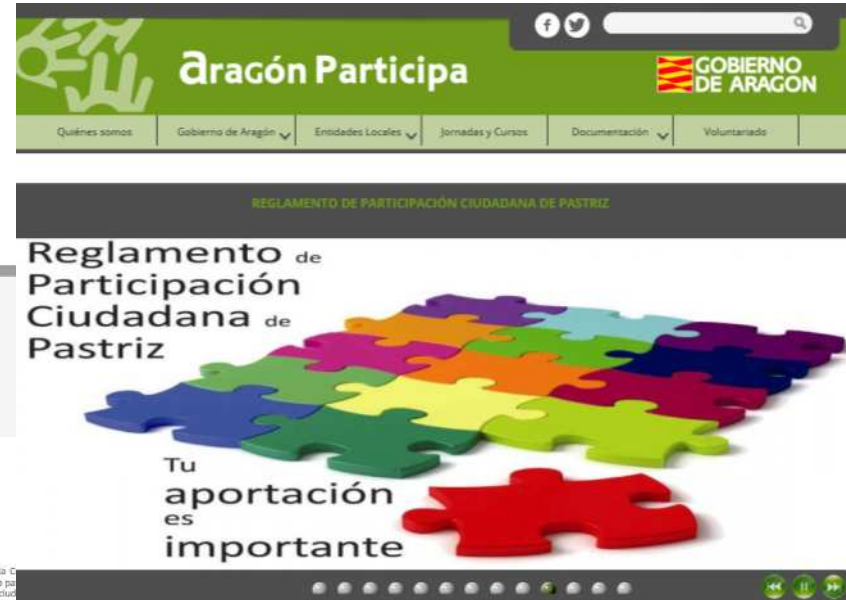 aragón Participa
GOBIERNO
DE ARAGON
Quiénes somos
Gobierno de Aragón
Entidades Locales
Jornadas y Cursos
Documentación
Voluntariado
REGLAMENTO DE PARTICIPACIÓN CIUDADANA DE PASTRIZ
Reglamento de
Participación
Ciudadana de
Pastriz
Tu
aportación
es
importante